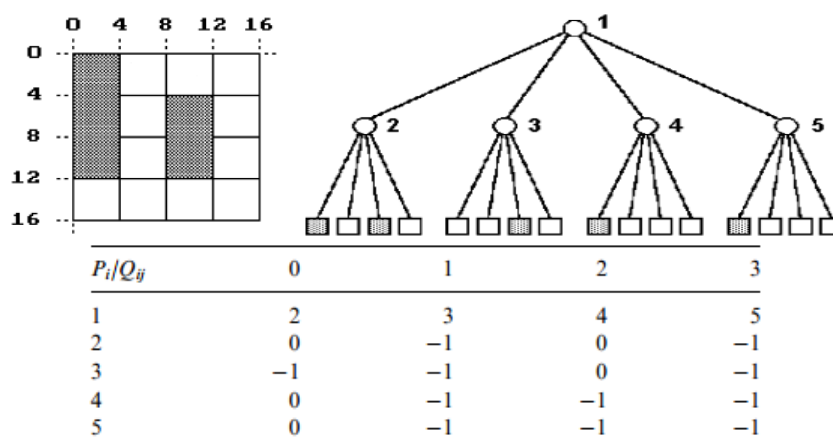 0 4 8 12 16
0
4
8
12
16
1
2 3 4 5
Pi/Qij 0 1 2 3
1 2 3 4 5
2 0 −1 0 −1
3 −1 −1 0 −1
4 0 −1 −1 −1
5 0 −1 −1 −1